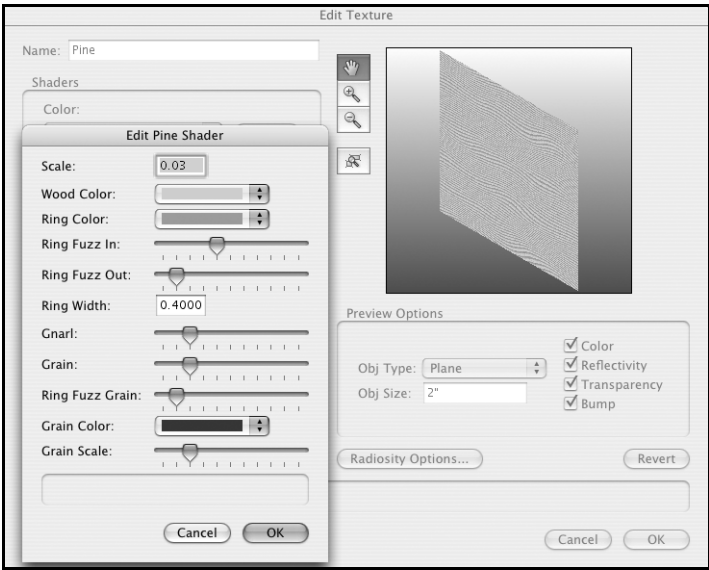 Edit Texture
Name: Pine
Shaders
Color:
Edit Pine Shader
Scale: 0.03
Wood Color:
Ring Color:
Ring Fuzz In:
Ring Fuzz Out:
Ring Width: 0.4000
Gnarl:
Grain:
Ring Fuzz Grain:
Grain Color:
Grain Scale:
Cancel OK
Preview Options
Obj Type: Plane
Obj Size: 2"
Color
Reflectivity
Transparency
Bump
Radiosity Options... Revert
Cancel OK